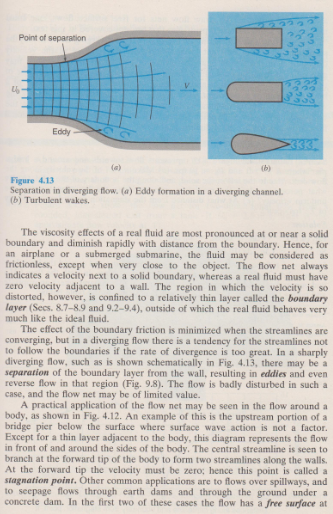 Point of separation
U₀
V
Eddy
(a)
(b)
Figure 4.13
Separation in diverging flow. (a) Eddy formation in a diverging channel.
(b) Turbulent wakes.
The viscosity effects of a real fluid are most pronounced at or near a solid
boundary and diminish rapidly with distance from the boundary. Hence, for
an airplane or a submerged submarine, the fluid may be considered as
frictionless, except when very close to the object. The flow net always
indicates a velocity next to a solid boundary, whereas a real fluid must have
zero velocity adjacent to a wall. The region in which the velocity is so
distorted, however, is confined to a relatively thin layer called the boundary
layer (Secs. 8.7–8.9 and 9.2–9.4), outside of which the real fluid behaves very
much like the ideal fluid.
The effect of the boundary friction is minimized when the streamlines are
converging, but in a diverging flow there is a tendency for the streamlines not
to follow the boundaries if the rate of divergence is too great. In a sharply
diverging flow, such as is shown schematically in Fig. 4.13, there may be a
separation of the boundary layer from the wall, resulting in eddies and even
reverse flow in that region (Fig. 9.8). The flow is badly disturbed in such a
case, and the flow net may be of limited value.
A practical application of the flow net may be seen in the flow around a
body, as shown in Fig. 4.12. An example of this is the upstream portion of a
bridge pier below the surface where surface wave action is not a factor.
Except for a thin layer adjacent to the body, this diagram represents the flow
in front of and around the sides of the body. The central streamline is seen to
branch at the forward tip of the body to form two streamlines along the walls.
At the forward tip the velocity must be zero; hence this point is called a
stagnation point. Other common applications are to flows over spillways, and
to seepage flows through earth dams and through the ground under a
concrete dam. In the first two of these cases the flow has a free surface at